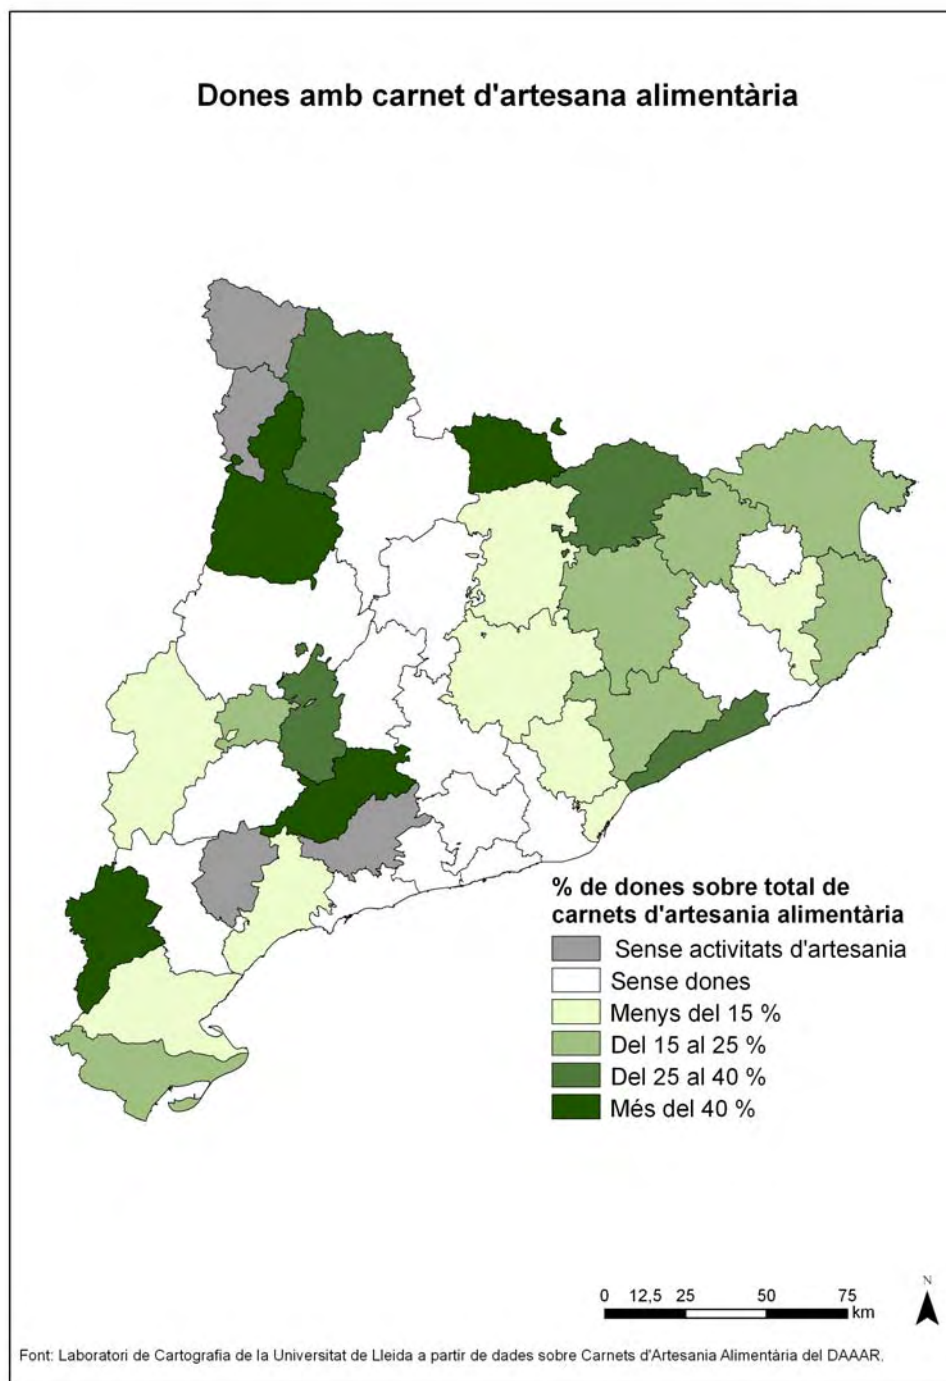 Dones amb carnet d'artesana alimentària
% de dones sobre total de
carnets d'artesania alimentària
Sense activitats d'artesania
Sense dones
Menys del 15 %
Del 15 al 25 %
Del 25 al 40 %
Més del 40 %
N
0 12,5 25 50 75
km
Font: Laboratori de Cartografia de la Universitat de Lleida a partir de dades sobre Carnets d'Artesania Alimentària del DAAAR.